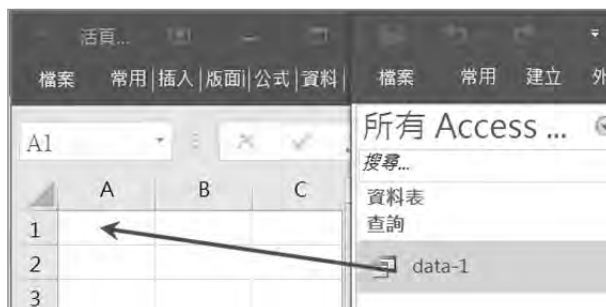 活頁...
檔案 常用 插入 版面 公式 資料
A1
A B C
1
2
3
檔案 常用 建立 外
所有 Access ...
搜尋...
資料表
查詢
data-1